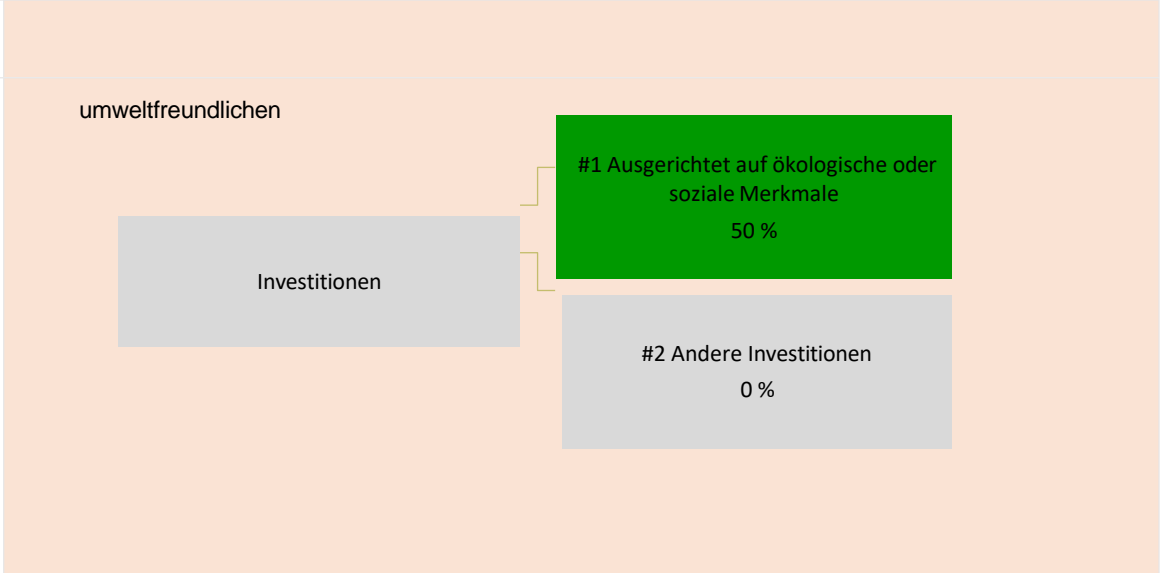 umweltfreundlichen
#1 Ausgerichtet auf ökologische oder
soziale Merkmale
50 %
Investitionen
#2 Andere Investitionen
0 %